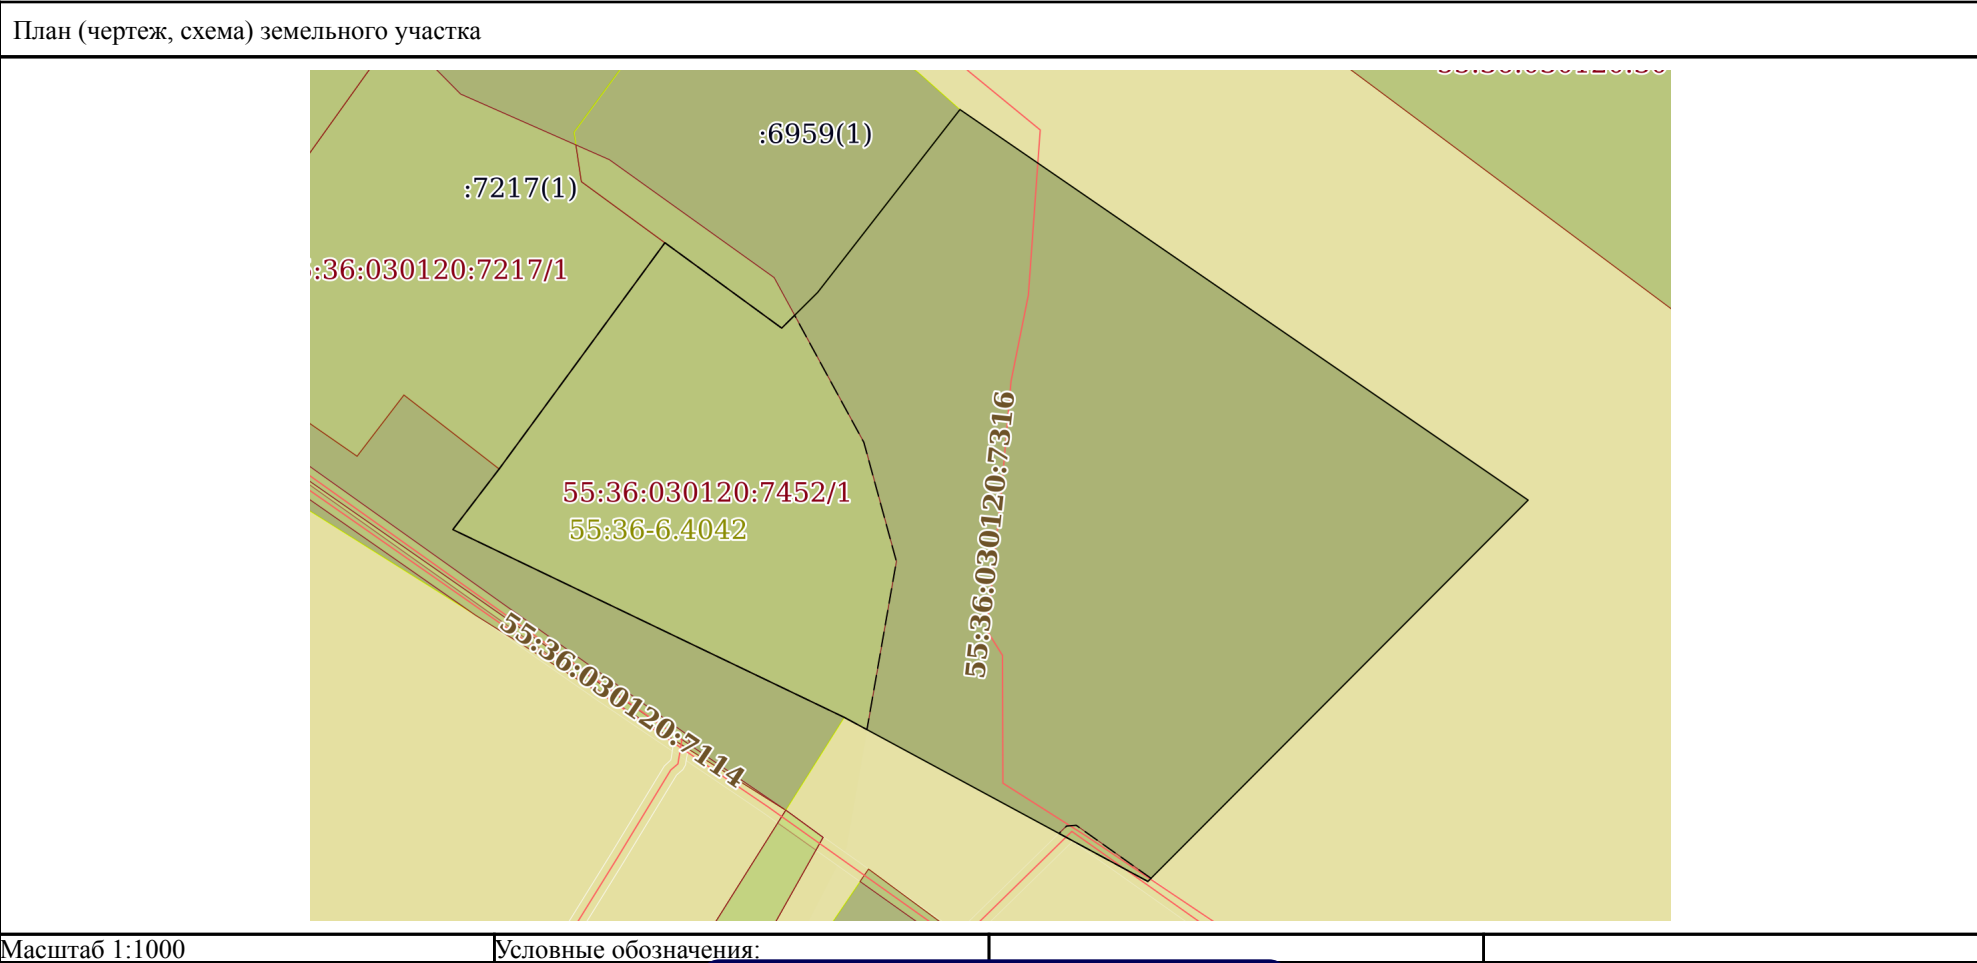 План (чертеж, схема) земельного участка
:6959(1)
:7217(1)
:36:030120:7217/1
55:36:030120:7316
55:36:030120:7452/1
55:36-6.4042
55:36:030120:7114
Масштаб 1:1000
Условные обозначения: